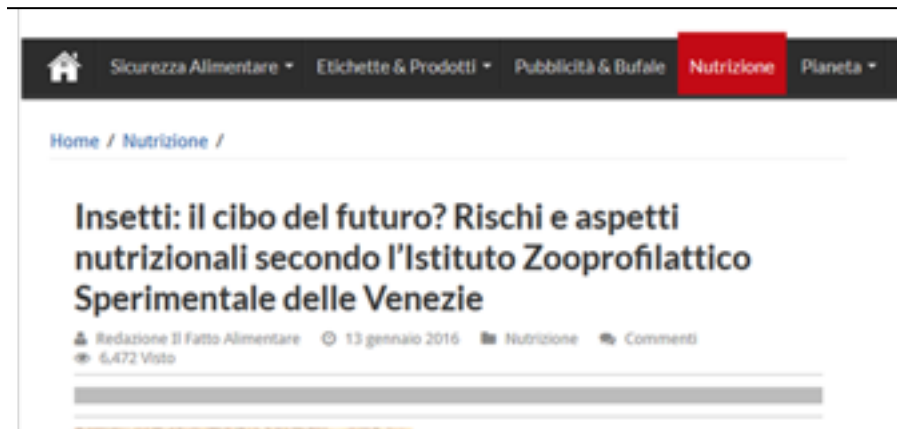 Sicurezza Alimentare Etichette & Prodotti Pubblicità & Bufale Nutrizione Planeta
Home / Nutrizione /
Insetti: il cibo del futuro? Rischi e aspetti
nutrizionali secondo l'Istituto Zooprofilattico
Sperimentale delle Venezie
Redazione Il Fatto Alimentare 13 gennaio 2016 Nutrizione Commenti
6,472 Visto